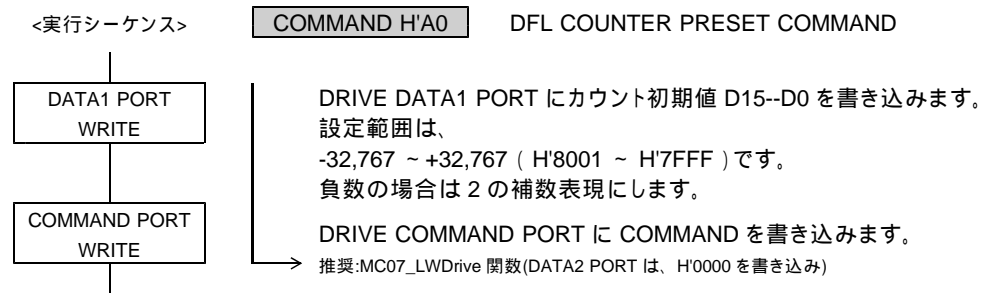 <実行シーケンス>
COMMAND H'A0
DFL COUNTER PRESET COMMAND
DATA1 PORT
WRITE
DRIVE DATA1 PORT にカウント初期値 D15--D0 を書き込みます。
設定範囲は、
-32,767 ~ +32,767 ( H'8001 ~ H'7FFF ) です。
負数の場合は 2 の補数表現にします。
COMMAND PORT
WRITE
DRIVE COMMAND PORT に COMMAND を書き込みます。
推奨:MC07_LWDrive 関数(DATA2 PORT は、H'0000 を書き込み)